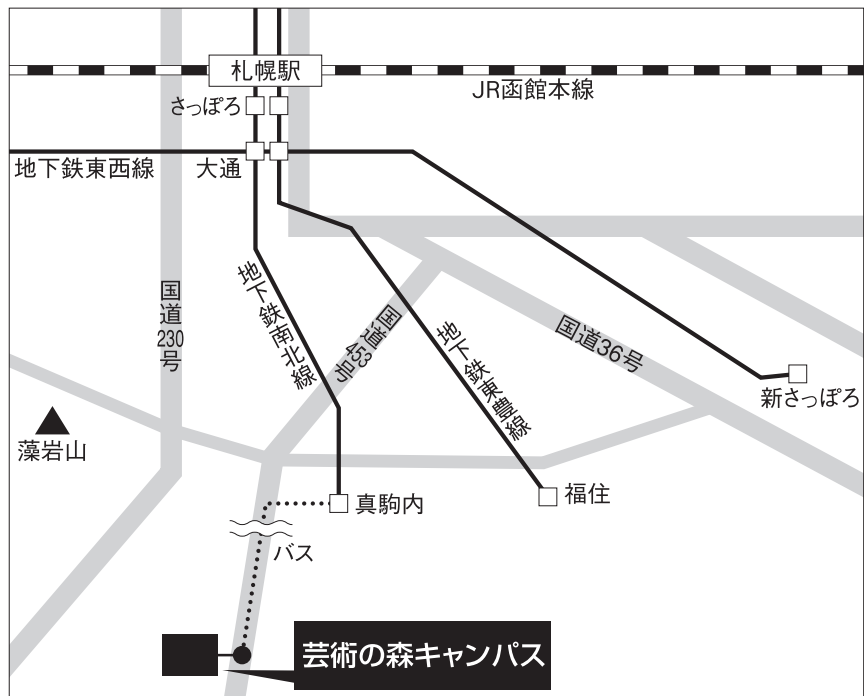 札幌駅
さっぽろ
JR函館本線
地下鉄東西線
大通
国道230号
地下鉄南北線
国道453号
地下鉄東豊線
国道36号
新さっぽろ
藻岩山
真駒内
福住
バス
芸術の森キャンパス